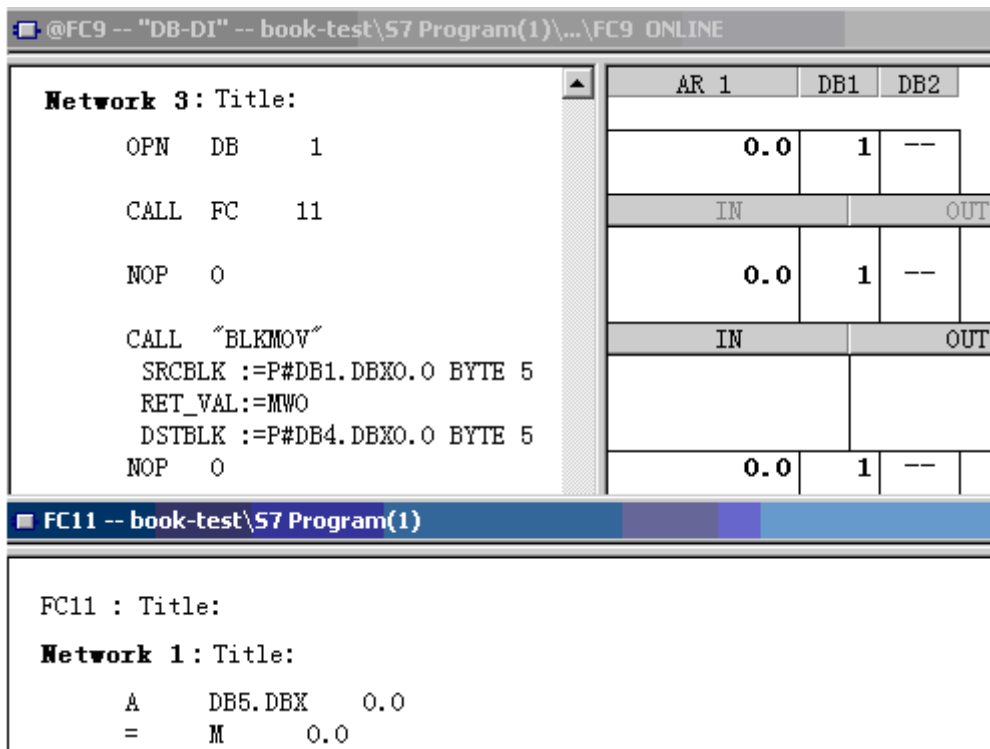 @FC9 -- "DB-DI" -- book-test\S7 Program(1)\...\FC9 ONLINE
Network 3: Title:
AR 1 DB1 DB2
OPN DB 1
0.0 1 --
CALL FC 11
IN OUT
NOP 0
0.0 1 --
CALL "BLKMOV"
IN OUT
SRCBLK :=P#DB1.DBX0.0 BYTE 5
RET_VAL:=MW0
DSTBLK :=P#DB4.DBX0.0 BYTE 5
NOP 0
0.0 1 --
FC11 -- book-test\S7 Program(1)
FC11 : Title:
Network 1: Title:
A DB5.DBX 0.0
= M 0.0